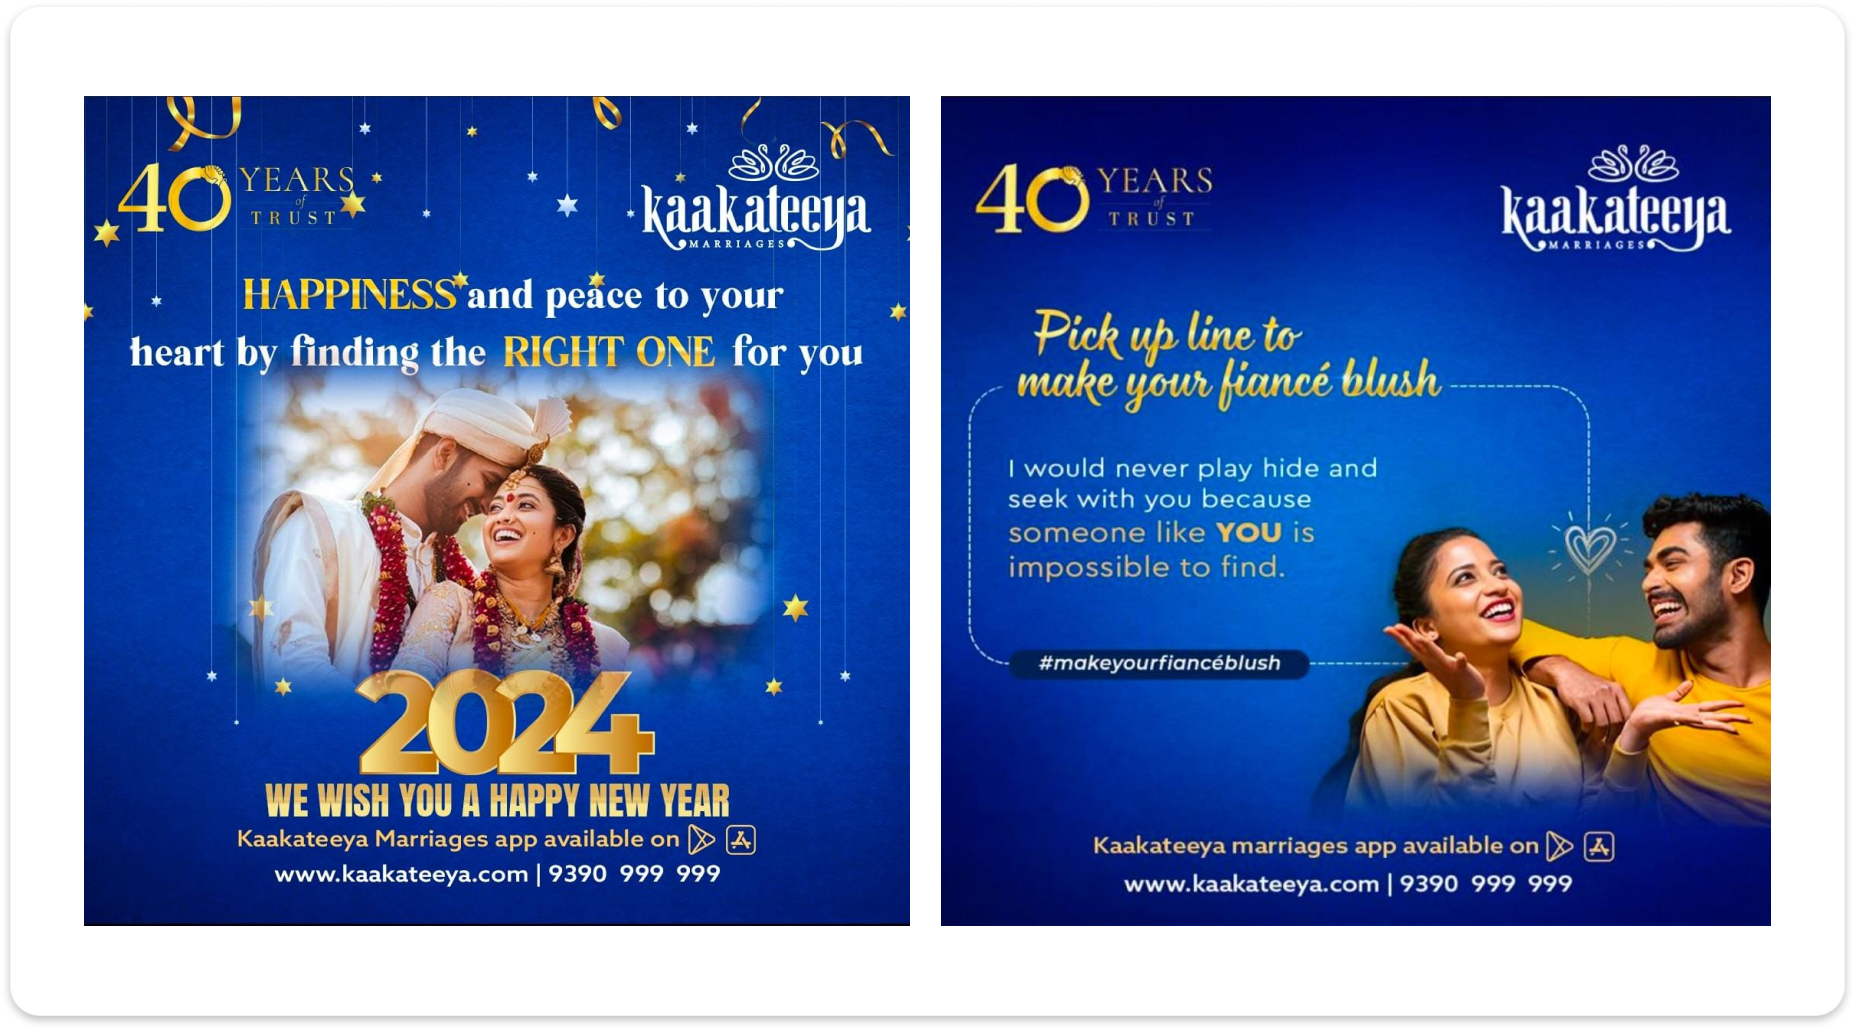 40 YEARS
of
TRUST
kaakateeya
MARRIAGES
HAPPINESS and peace to your
heart by finding the RIGHT ONE for you
2024
WE WISH YOU A HAPPY NEW YEAR
Kaakateeya Marriages app available on
www.kaakateeya.com | 9390 999 999
40 YEARS
of
TRUST
kaakateeya
MARRIAGES
Pick up line to
make your fiancé blush
I would never play hide and
seek with you because
someone like YOU is
impossible to find.
#makeyourfiancéblush
Kaakateeya marriages app available on
www.kaakateeya.com | 9390 999 999